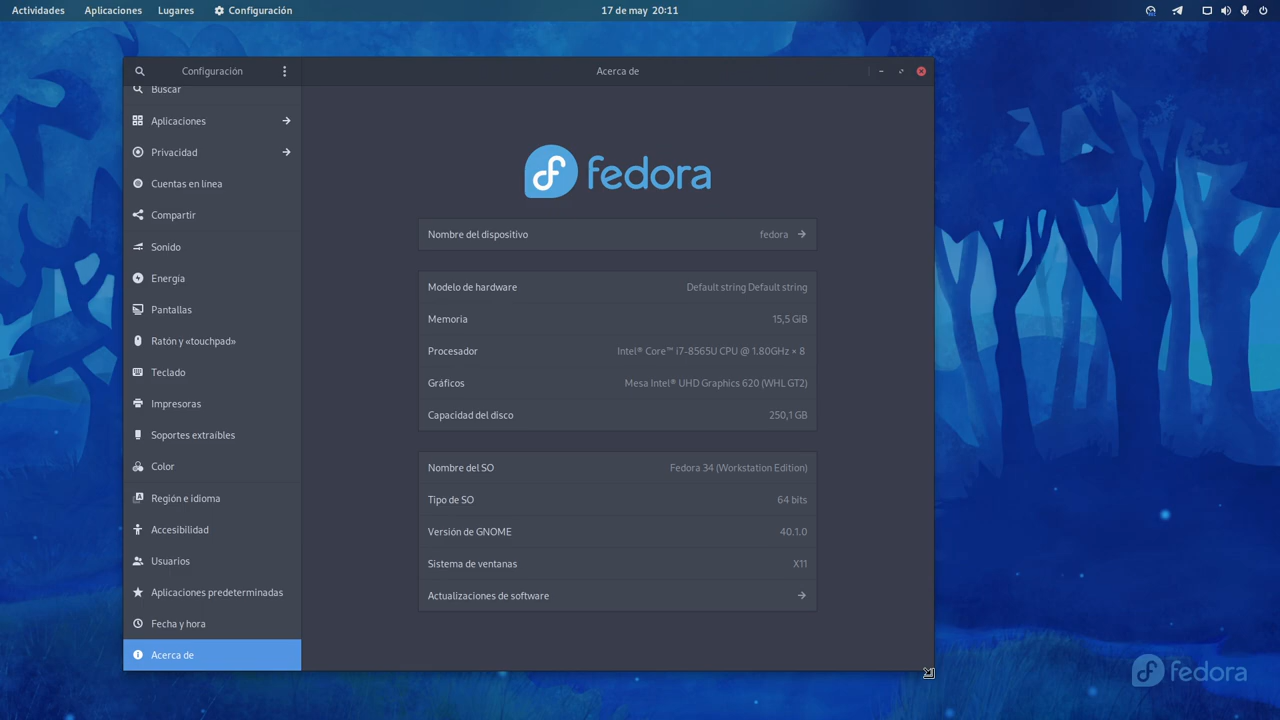 Actividades Aplicaciones Lugares Configuración 17 de may 20:11
Configuración Acerca de
Buscar
Aplicaciones
Privacidad
Cuentas en línea
Compartir
Sonido
Energía
Pantallas
Ratón y «touchpad»
Teclado
Impresoras
Soportes extraíbles
Color
Región e idioma
Accesibilidad
Usuarios
Aplicaciones predeterminadas
Fecha y hora
Acerca de
fedora
Nombre del dispositivo fedora
Modelo de hardware Default string Default string
Memoria 15,5 GiB
Procesador Intel® Core™ i7-8565U CPU @ 1.80GHz × 8
Gráficos Mesa Intel® UHD Graphics 620 (WHL GT2)
Capacidad del disco 250,1 GB
Nombre del SO Fedora 34 (Workstation Edition)
Tipo de SO 64 bits
Versión de GNOME 40.1.0
Sistema de ventanas X11
Actualizaciones de software
fedora